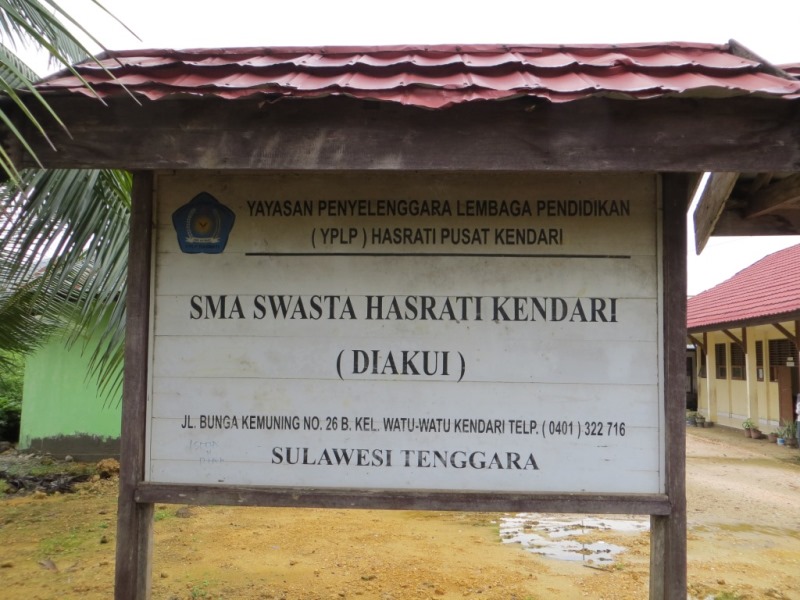 YAYASAN PENYELENGGARA LEMBAGA PENDIDIKAN
( YPLP ) HASRATI PUSAT KENDARI
SMA SWASTA HASRATI KENDARI
( DIAKUI )
JL. BUNGA KEMUNING NO. 26 B. KEL. WATU-WATU KENDARI TELP. ( 0401 ) 322 716
SULAWESI TENGGARA